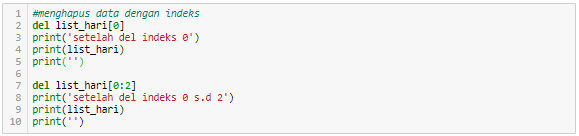 1 #menghapus data dengan indeks
2 del list_hari[0]
3 print('setelah del indeks 0')
4 print(list_hari)
5 print('')
6
7 del list_hari[0:2]
8 print('setelah del indeks 0 s.d 2')
9 print(list_hari)
10 print('')